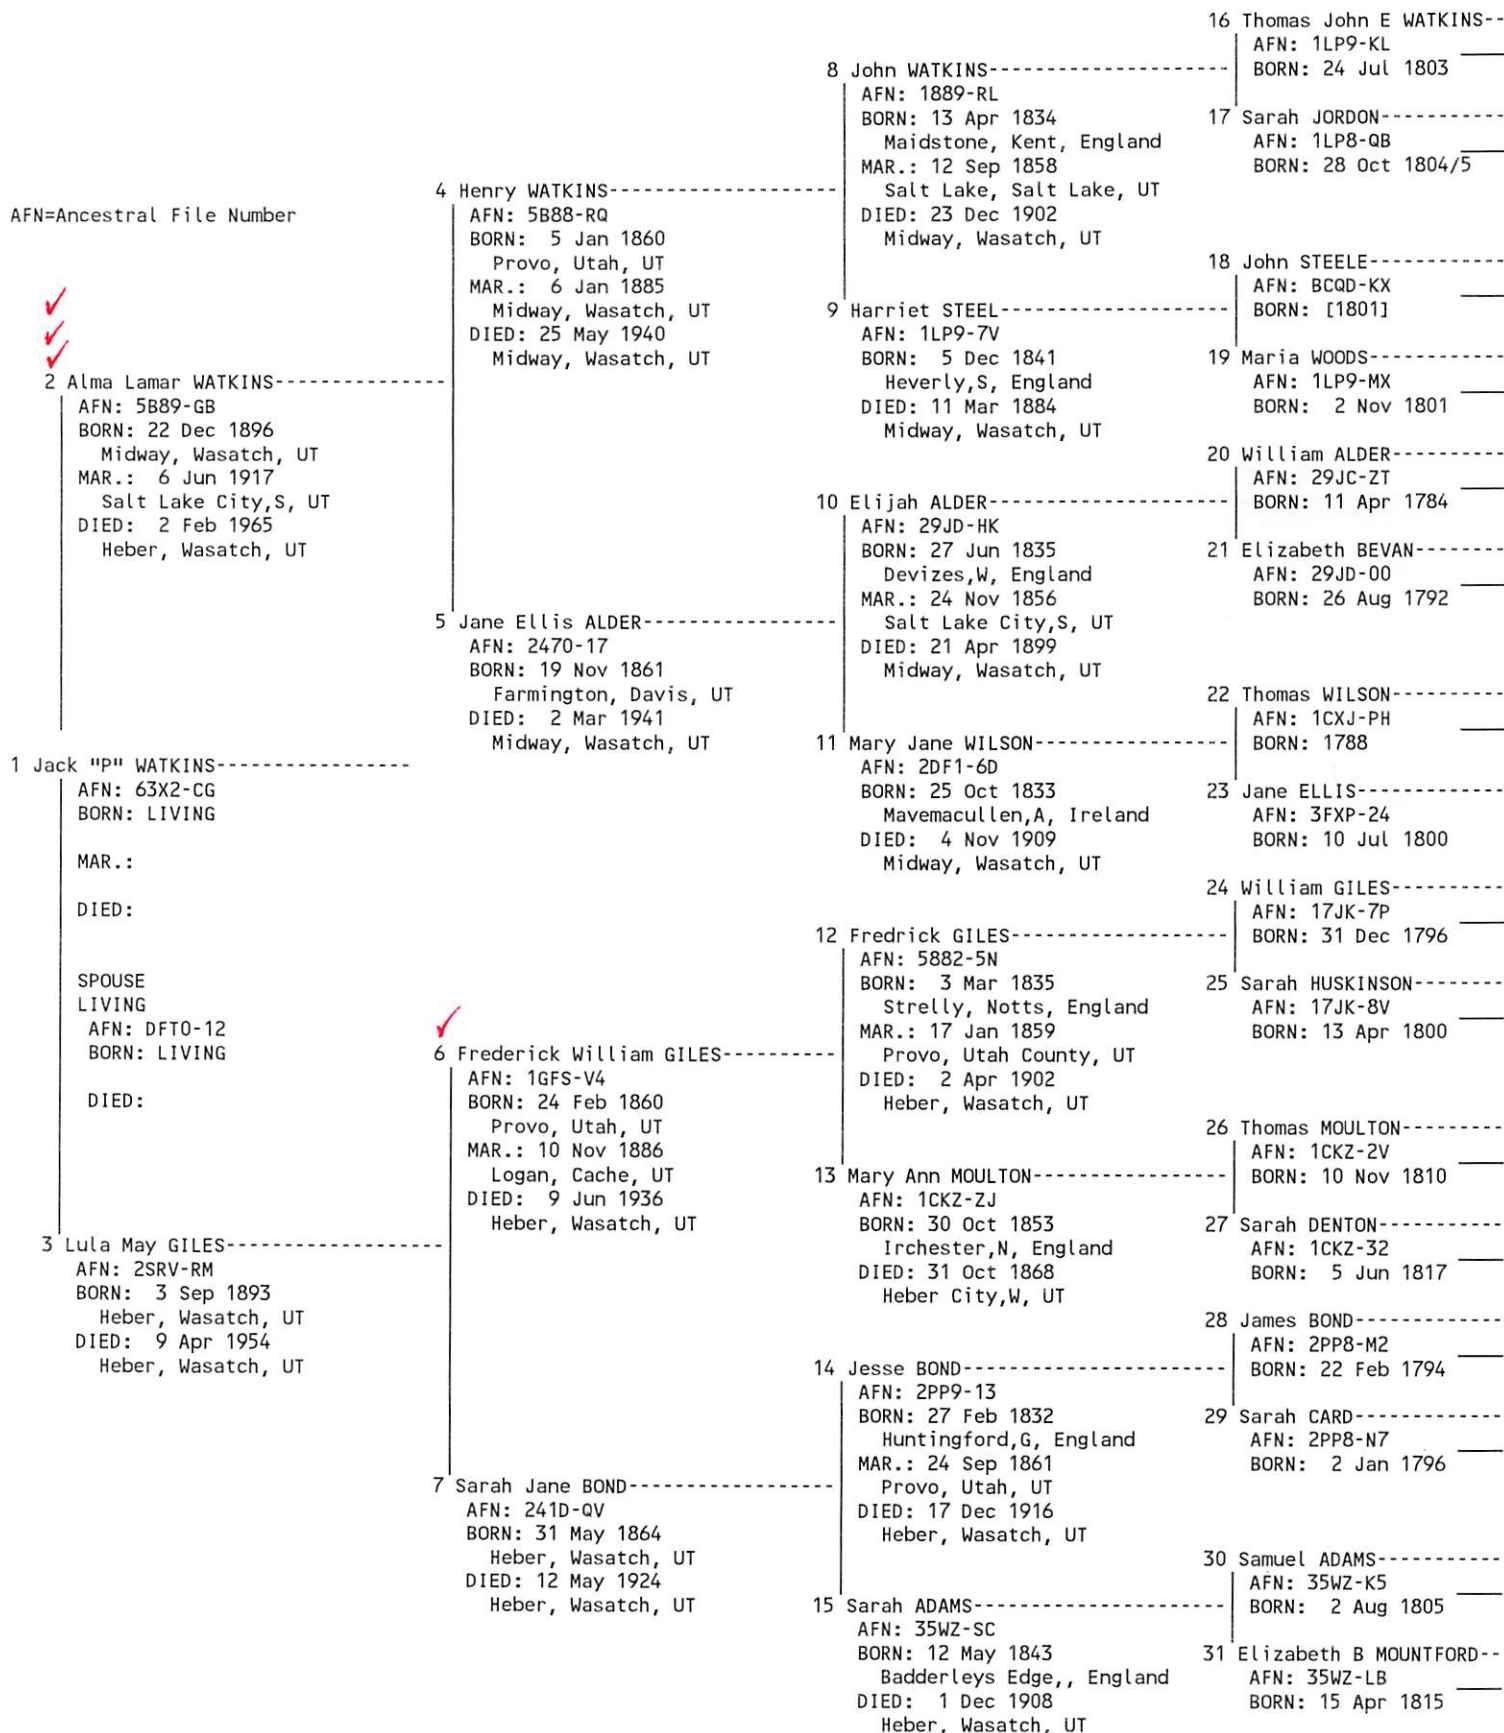 AFN=Ancestral File Number
1 Jack "P" WATKINS
AFN: 63X2-CG
BORN: LIVING
MAR.:
DIED:
SPOUSE
LIVING
AFN: DFT0-12
BORN: LIVING
DIED:
2 Alma Lamar WATKINS
AFN: 5B89-GB
BORN: 22 Dec 1896
Midway, Wasatch, UT
MAR.: 6 Jun 1917
Salt Lake City,S, UT
DIED: 2 Feb 1965
Heber, Wasatch, UT
3 Lula May GILES
AFN: 2SRV-RM
BORN: 3 Sep 1893
Heber, Wasatch, UT
DIED: 9 Apr 1954
Heber, Wasatch, UT
4 Henry WATKINS
AFN: 5B88-RQ
BORN: 5 Jan 1860
Provo, Utah, UT
MAR.: 6 Jan 1885
Midway, Wasatch, UT
DIED: 25 May 1940
Midway, Wasatch, UT
5 Jane Ellis ALDER
AFN: 2470-17
BORN: 19 Nov 1861
Farmington, Davis, UT
DIED: 2 Mar 1941
Midway, Wasatch, UT
6 Frederick William GILES
AFN: 1GFS-V4
BORN: 24 Feb 1860
Provo, Utah, UT
MAR.: 10 Nov 1886
Logan, Cache, UT
DIED: 9 Jun 1936
Heber, Wasatch, UT
7 Sarah Jane BOND
AFN: 241D-QV
BORN: 31 May 1864
Heber, Wasatch, UT
DIED: 12 May 1924
Heber, Wasatch, UT
8 John WATKINS
AFN: 1889-RL
BORN: 13 Apr 1834
Maidstone, Kent, England
MAR.: 12 Sep 1858
Salt Lake, Salt Lake, UT
DIED: 23 Dec 1902
Midway, Wasatch, UT
9 Harriet STEEL
AFN: 1LP9-7V
BORN: 5 Dec 1841
Heverly,S, England
DIED: 11 Mar 1884
Midway, Wasatch, UT
10 Elijah ALDER
AFN: 29JD-HK
BORN: 27 Jun 1835
Devizes,W, England
MAR.: 24 Nov 1856
Salt Lake City,S, UT
DIED: 21 Apr 1899
Midway, Wasatch, UT
11 Mary Jane WILSON
AFN: 2DF1-6D
BORN: 25 Oct 1833
Mavemacullen,A, Ireland
DIED: 4 Nov 1909
Midway, Wasatch, UT
12 Fredrick GILES
AFN: 5882-5N
BORN: 3 Mar 1835
Strelly, Notts, England
MAR.: 17 Jan 1859
Provo, Utah County, UT
DIED: 2 Apr 1902
Heber, Wasatch, UT
13 Mary Ann MOULTON
AFN: 1CKZ-ZJ
BORN: 30 Oct 1853
Irchester,N, England
DIED: 31 Oct 1868
Heber City,W, UT
14 Jesse BOND
AFN: 2PP9-13
BORN: 27 Feb 1832
Huntingford,G, England
MAR.: 24 Sep 1861
Provo, Utah, UT
DIED: 17 Dec 1916
Heber, Wasatch, UT
15 Sarah ADAMS
AFN: 35WZ-SC
BORN: 12 May 1843
Badderleys Edge,, England
DIED: 1 Dec 1908
Heber, Wasatch, UT
16 Thomas John E WATKINS
AFN: 1LP9-KL
BORN: 24 Jul 1803
17 Sarah JORDON
AFN: 1LP8-QB
BORN: 28 Oct 1804/5
18 John STEELE
AFN: BCQD-KX
BORN: [1801]
19 Maria WOODS
AFN: 1LP9-MX
BORN: 2 Nov 1801
20 William ALDER
AFN: 29JC-ZT
BORN: 11 Apr 1784
21 Elizabeth BEVAN
AFN: 29JD-00
BORN: 26 Aug 1792
22 Thomas WILSON
AFN: 1CXJ-PH
BORN: 1788
23 Jane ELLIS
AFN: 3FXP-24
BORN: 10 Jul 1800
24 William GILES
AFN: 17JK-7P
BORN: 31 Dec 1796
25 Sarah HUSKINSON
AFN: 17JK-8V
BORN: 13 Apr 1800
26 Thomas MOULTON
AFN: 1CKZ-2V
BORN: 10 Nov 1810
27 Sarah DENTON
AFN: 1CKZ-32
BORN: 5 Jun 1817
28 James BOND
AFN: 2PP8-M2
BORN: 22 Feb 1794
29 Sarah CARD
AFN: 2PP8-N7
BORN: 2 Jan 1796
30 Samuel ADAMS
AFN: 35WZ-K5
BORN: 2 Aug 1805
31 Elizabeth B MOUNTFORD
AFN: 35WZ-LB
BORN: 15 Apr 1815